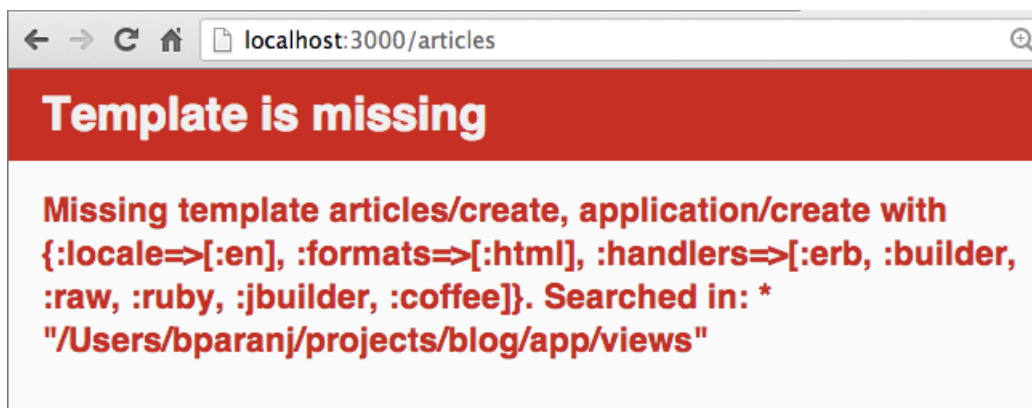 localhost:3000/articles
Template is missing
Missing template articles/create, application/create with
{:locale=>[:en], :formats=>[:html], :handlers=>[:erb, :builder,
:raw, :ruby, :jbuilder, :coffee]}. Searched in: *
"/Users/bparanj/projects/blog/app/views"